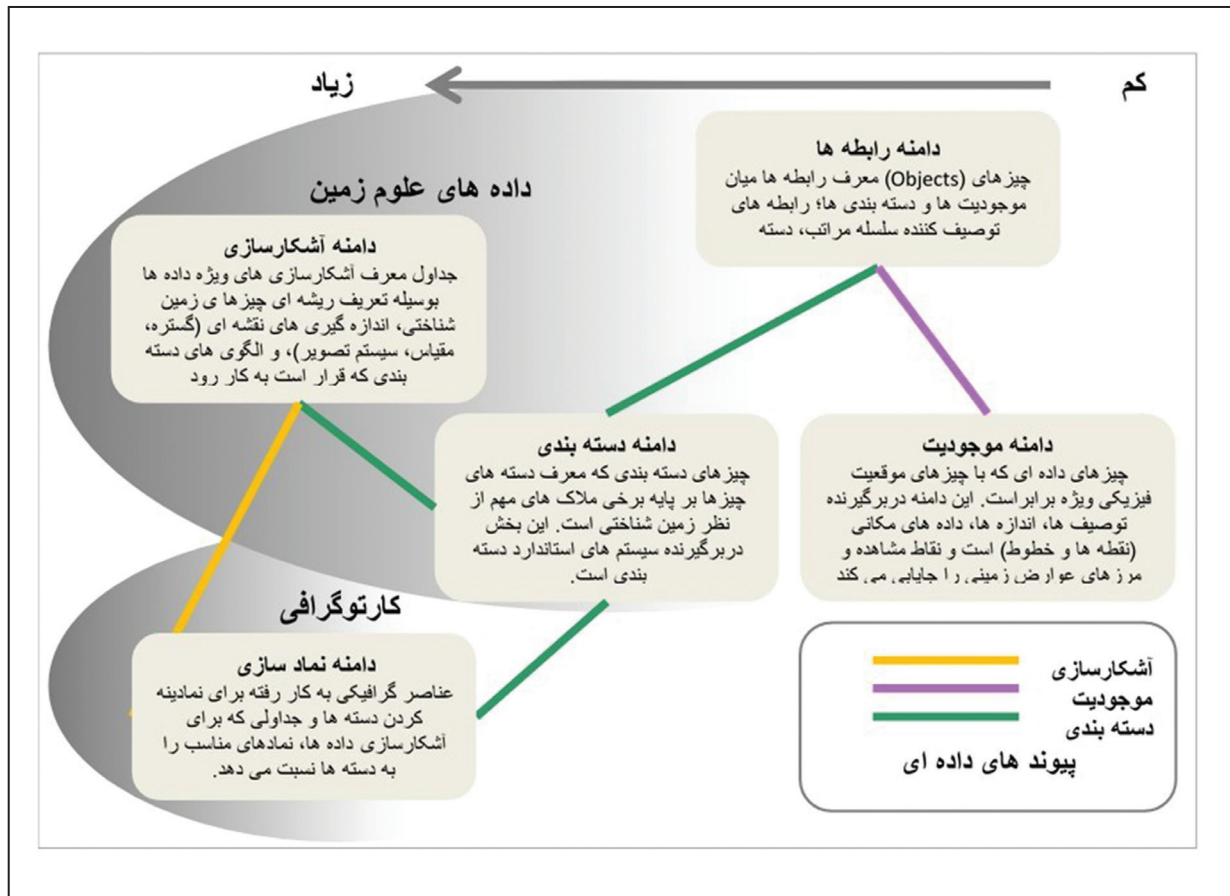 کم
زیاد
دامنه رابطه ها
چیزهای (Objects) معرف رابطه ها میان
موجودیت ها و دسته بندی ها؛ رابطه های
توصیف کننده سلسله مراتب، دسته
داده های علوم زمین
دامنه آشکارسازی
جداول معرف آشکارسازی های ویژه داده ها
بوسیله تعریف ریشه ای چیزها ی زمین
شناختی، اندازه گیری های نقشه ای (گستره،
مقیاس، سیستم تصویر)، و الگوی های دسته
بندی که قرار است به کار رود
دامنه موجودیت
چیزهای داده ای که با چیزهای موقعیت
فیزیکی ویژه برابراست. این دامنه دربرگیرنده
توصیف ها، اندازه ها، داده های مکانی
(نقطه ها و خطوط) است و نقاط مشاهده و
مرزهای عوارض زمینی را جایابی می کند
دامنه دسته بندی
چیزهای دسته بندی که معرف دسته های
چیزها بر پایه برخی ملاک های مهم از
نظر زمین شناختی است. این بخش
دربرگیرنده سیستم های استاندارد دسته
بندی است.
کارتوگرافی
دامنه نماد سازی
عناصر گرافیکی به کار رفته برای نمادینه
کردن دسته ها و جداولی که برای
آشکارسازی داده ها، نمادهای مناسب را
به دسته ها نسبت می دهد.
آشکارسازی
موجودیت
دسته بندی
پیوند های داده ای